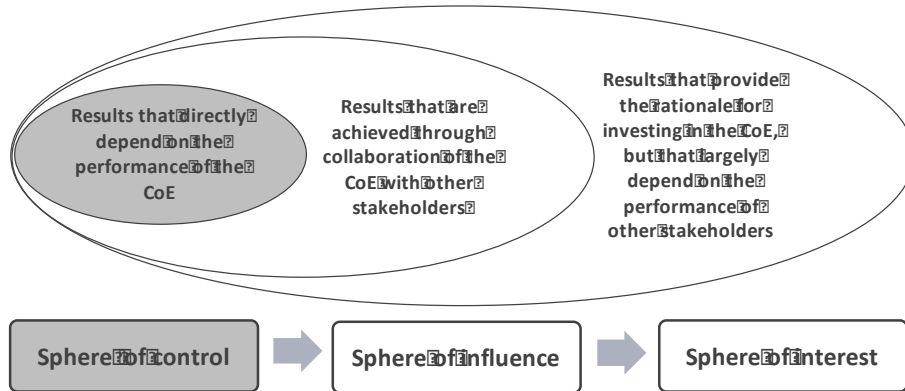 Results that directly
depend on the
performance of the
CoE
Results that are
achieved through
collaboration of the
CoE with other
stakeholders
Results that provide
the rationale for
investing in the CoE,
but that largely
depend on the
performance of
other stakeholders
Sphere of control
Sphere of influence
Sphere of interest